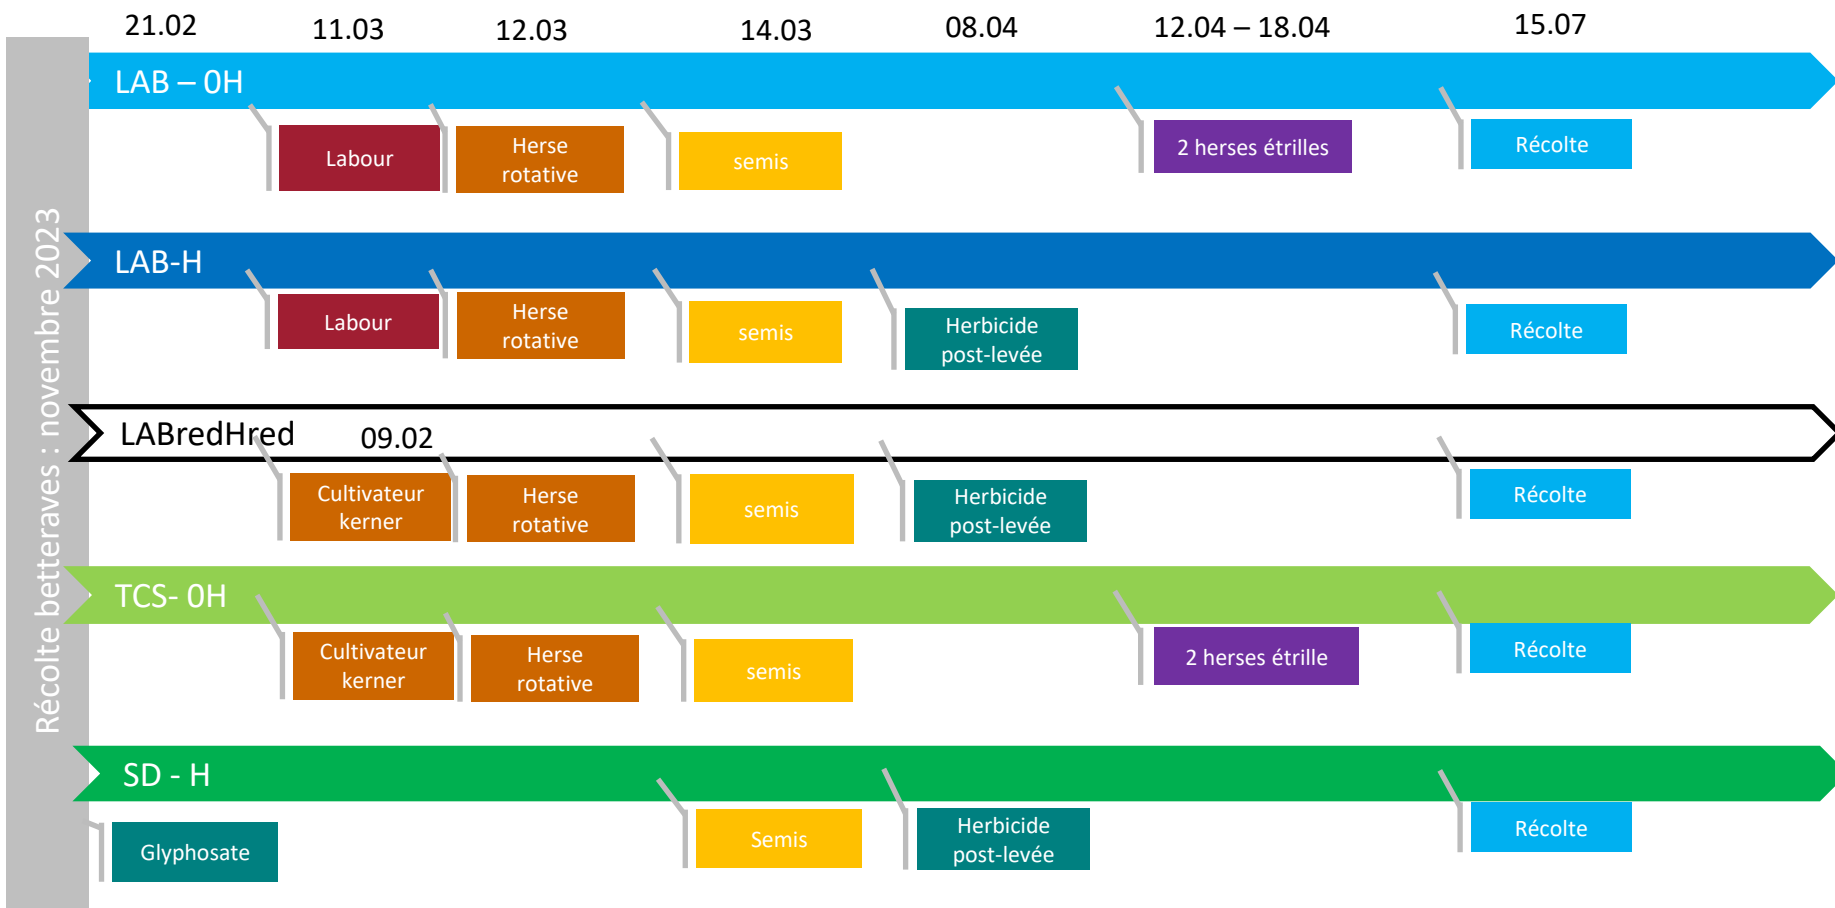 21.02
11.03
12.03
14.03
08.04
12.04 – 18.04
15.07
Récolte betteraves : novembre 2023
LAB – 0H
Labour
Herse
rotative
semis
2 herses étrilles
Récolte
LAB-H
Labour
Herse
rotative
semis
Herbicide
post-levée
Récolte
LABredHred
09.02
Cultivateur
kerner
Herse
rotative
semis
Herbicide
post-levée
Récolte
TCS- 0H
Cultivateur
kerner
Herse
rotative
semis
2 herses étrille
Récolte
SD - H
Glyphosate
Semis
Herbicide
post-levée
Récolte